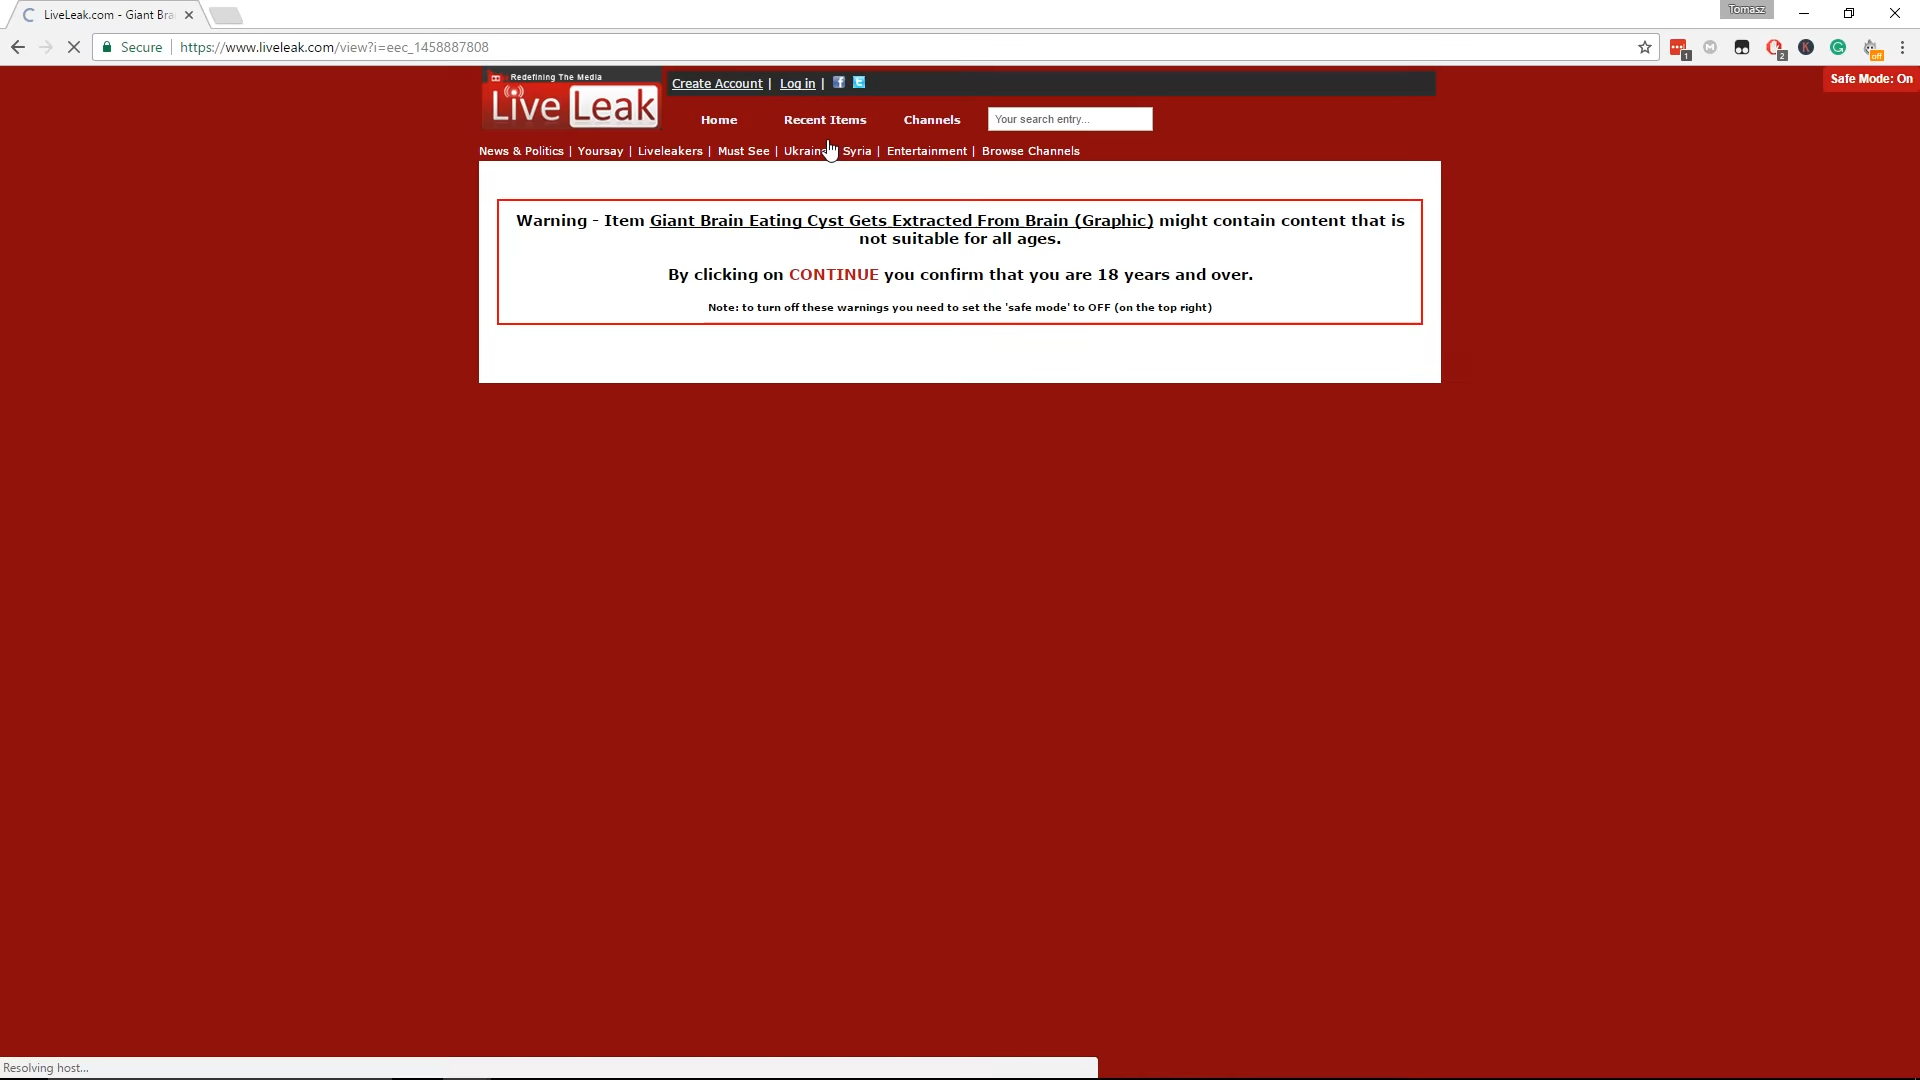 LiveLeak.com - Giant Bra
Tomasz
Secure
https://www.liveleak.com/view?i=eec_1458887808
1
M
2
K
G
off
Redefining The Media
Live Leak
Create Account | Log in |
Safe Mode: On
Home Recent Items Channels Your search entry...
News & Politics | Yoursay | Liveleakers | Must See | Ukraine Syria | Entertainment | Browse Channels
Warning - Item Giant Brain Eating Cyst Gets Extracted From Brain (Graphic) might contain content that is
not suitable for all ages.
By clicking on CONTINUE you confirm that you are 18 years and over.
Note: to turn off these warnings you need to set the 'safe mode' to OFF (on the top right)
Resolving host...